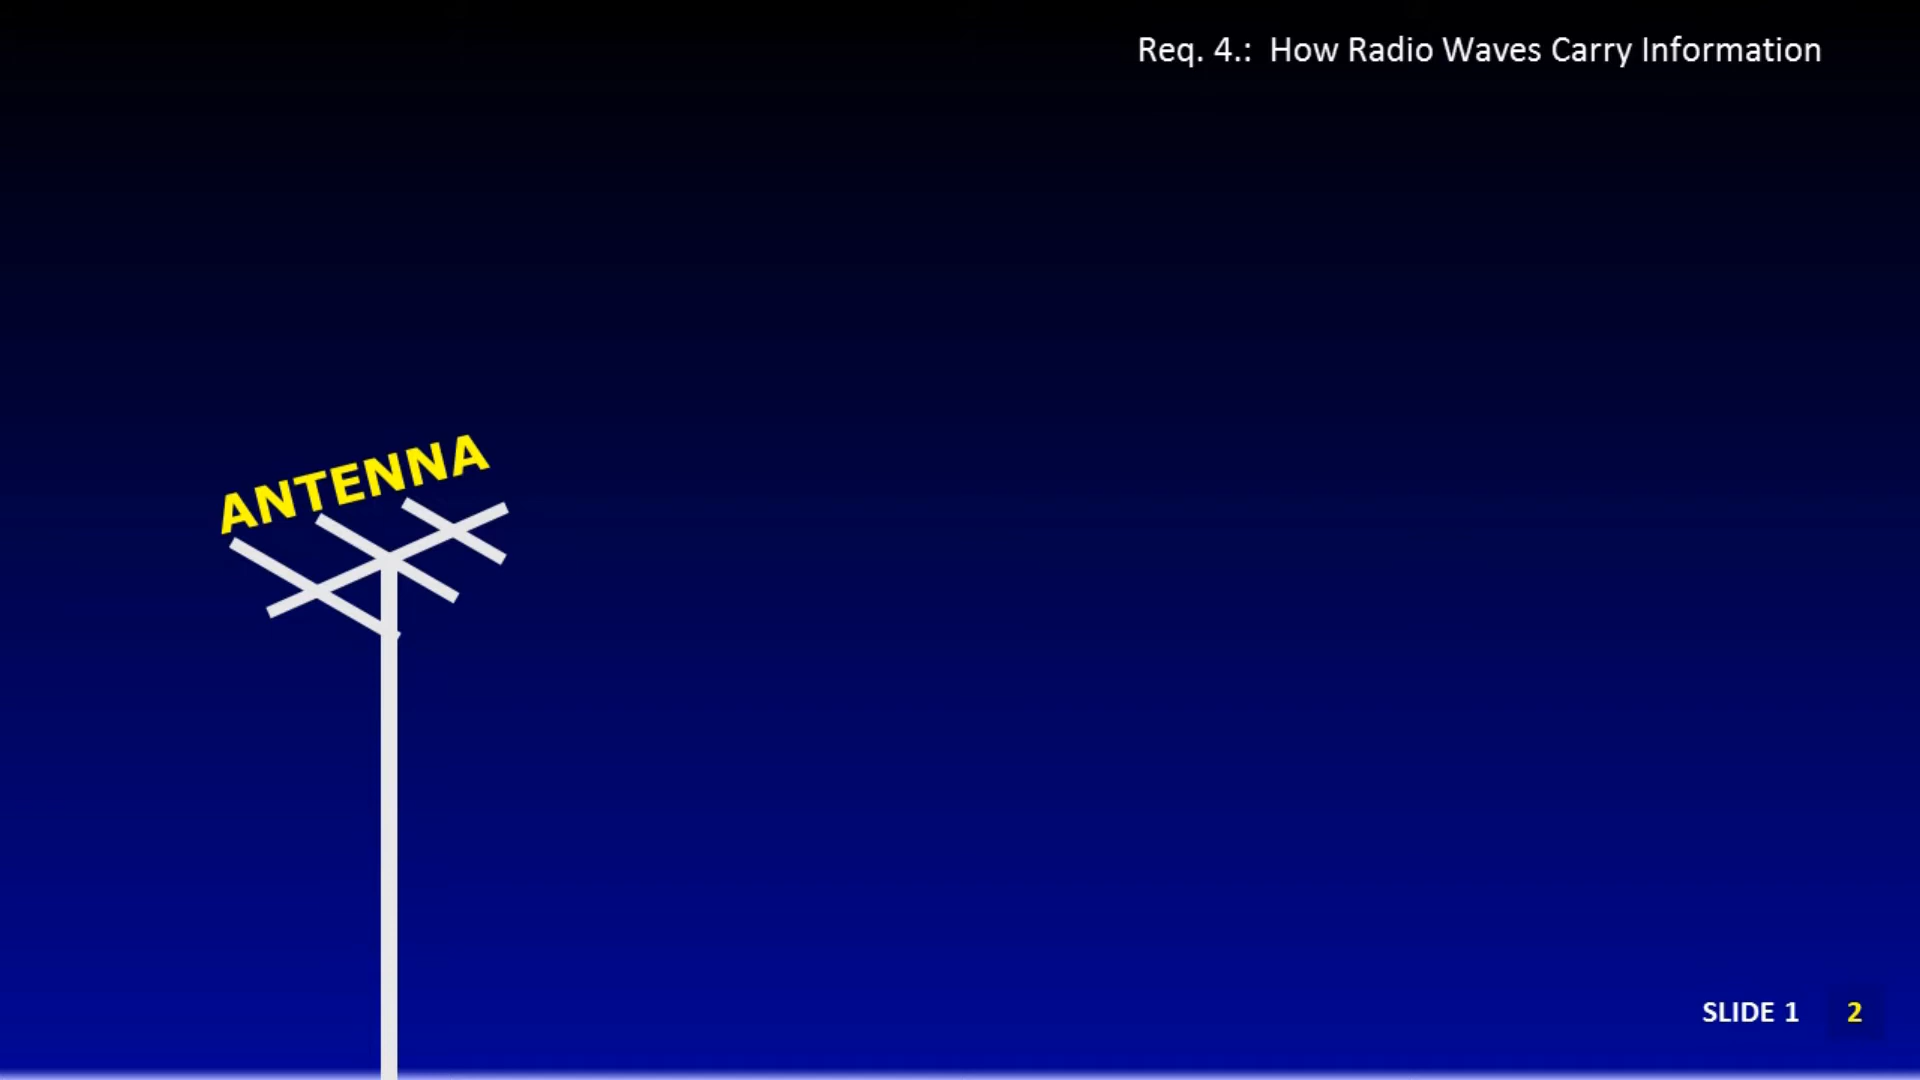 Req. 4.:  How Radio Waves Carry Information
ANTENNA
SLIDE 1 2